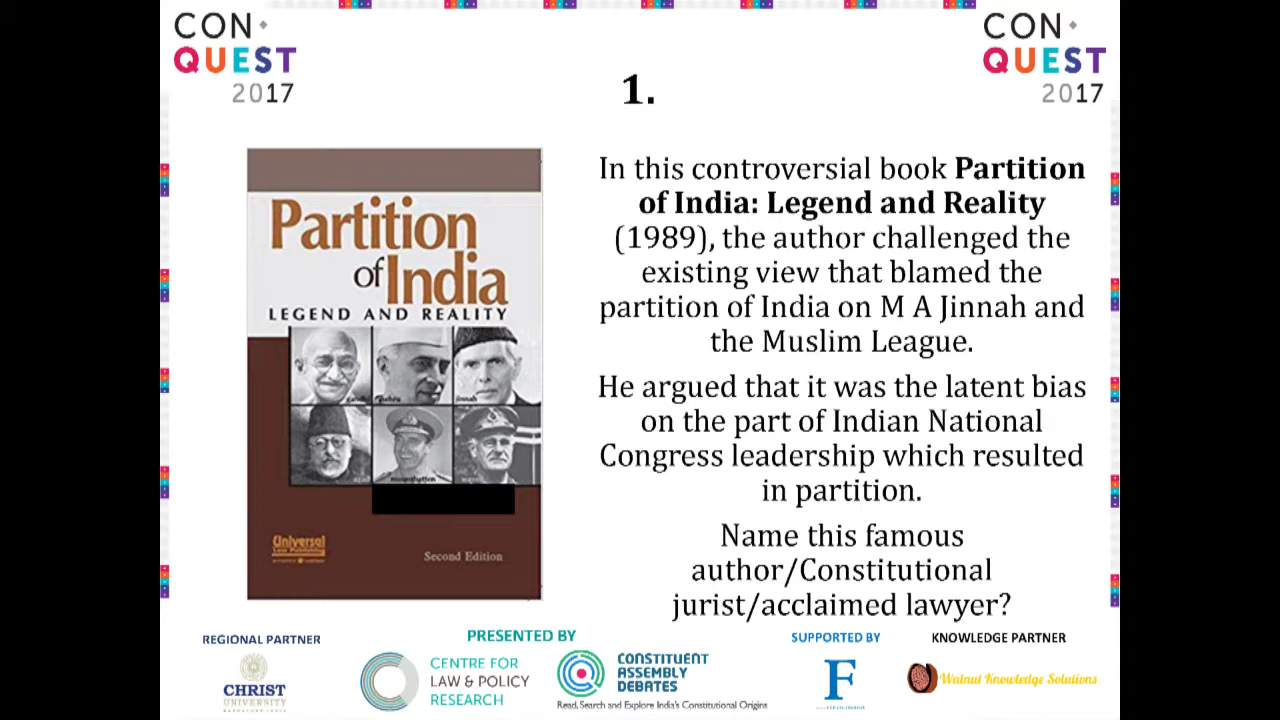 CON
QUEST
2017
CON
QUEST
2017
1.
Partition
of India
LEGEND AND REALITY
gandhi
nehru
jinnah
mountbatten
Universal
Law Publishing
Second Edition
In this controversial book Partition
of India: Legend and Reality
(1989), the author challenged the
existing view that blamed the
partition of India on M A Jinnah and
the Muslim League.
He argued that it was the latent bias
on the part of Indian National
Congress leadership which resulted
in partition.
Name this famous
author/Constitutional
jurist/acclaimed lawyer?
REGIONAL PARTNER
CHRIST
UNIVERSITY
PRESENTED BY
CENTRE FOR
LAW & POLICY
RESEARCH
CONSTITUENT
ASSEMBLY
DEBATES
Read, Search and Explore India's Constitutional Origins
SUPPORTED BY
F
KNOWLEDGE PARTNER
Walnut Knowledge Solutions